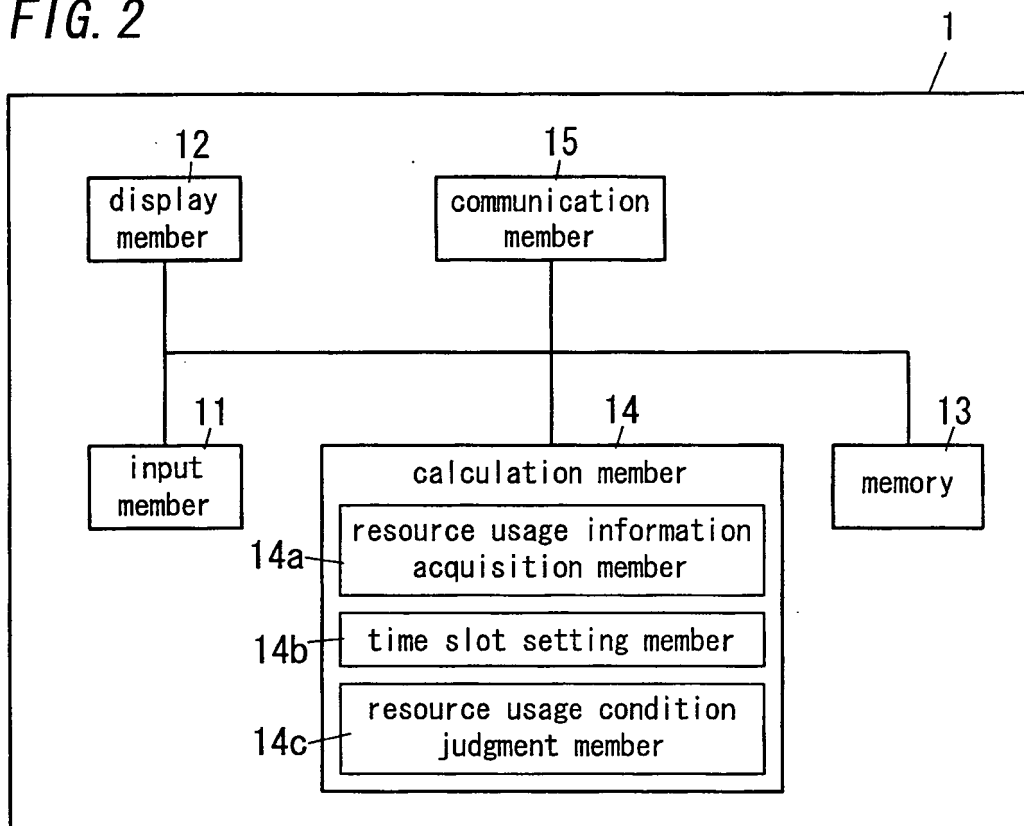 FIG. 2
1
12
display
member
15
communication
member
11
input
member
14
calculation member
14a
resource usage information
acquisition member
14b
time slot setting member
14c
resource usage condition
judgment member
13
memory